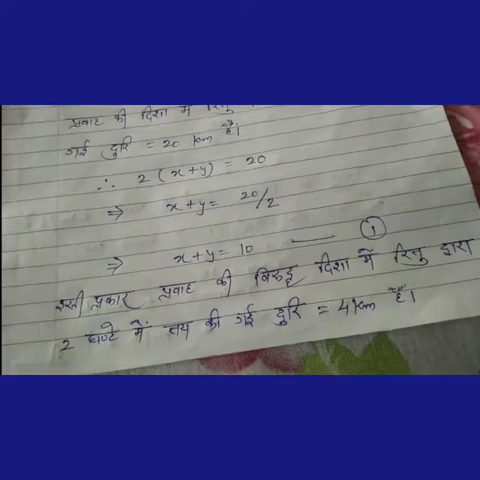 प्रवाह की दिशा में रितु
गई दुरि = 20 km है।
∴ 2 (x+y) = 20
⇒ x+y = 20/2
⇒ x+y = 10 —— ①
इसी प्रकार प्रवाह की विरुद्ध दिशा में रितु द्वारा
2 घण्टे में तय की गई दुरि = 4 km है।